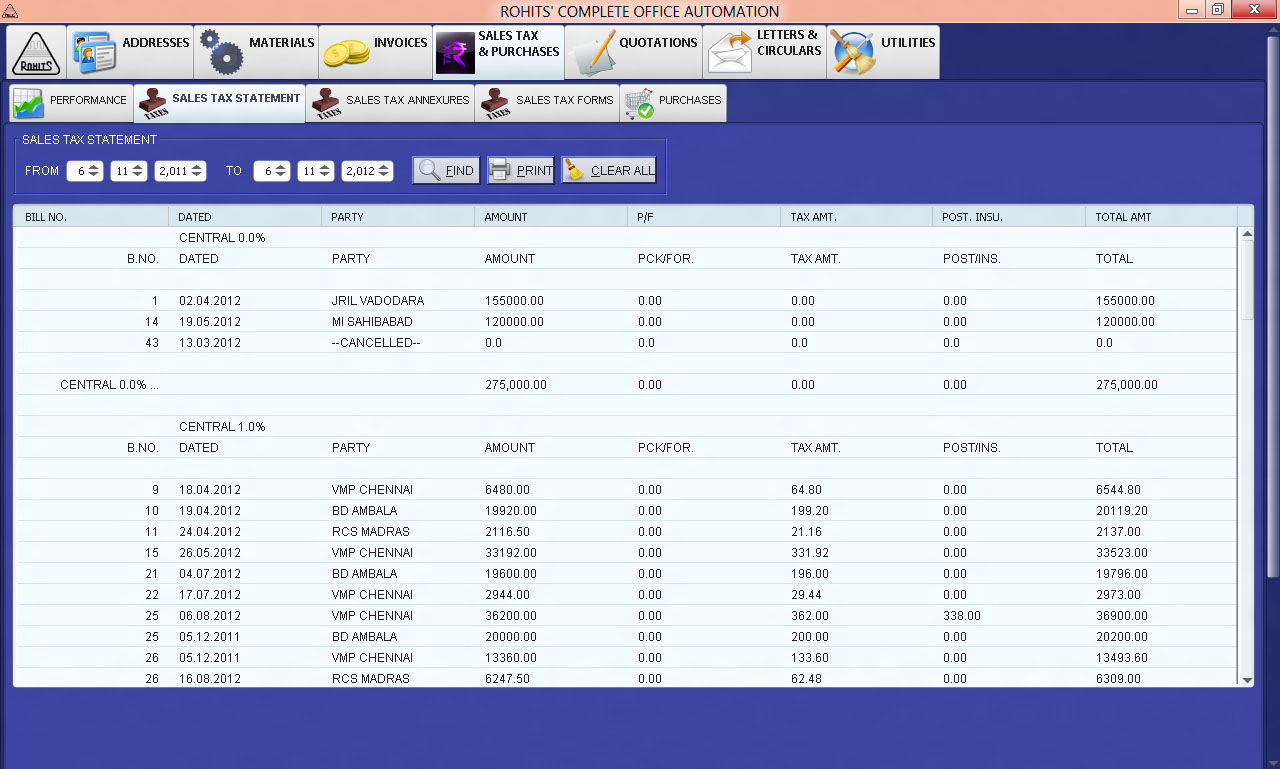 ROHITS' COMPLETE OFFICE AUTOMATION
ROHITS ADDRESSES MATERIALS INVOICES SALES TAX & PURCHASES QUOTATIONS LETTERS & CIRCULARS UTILITIES
PERFORMANCE TAXES SALES TAX STATEMENT TAXES SALES TAX ANNEXURES TAXES SALES TAX FORMS PURCHASES
SALES TAX STATEMENT
FROM 6 11 2,011 TO 6 11 2,012 FIND PRINT CLEAR ALL
BILL NO. DATED PARTY AMOUNT P/F TAX AMT. POST. INSU. TOTAL AMT
CENTRAL 0.0%
B.NO. DATED PARTY AMOUNT PCK/FOR. TAX AMT. POST/INS. TOTAL
1 02.04.2012 JRIL VADODARA 155000.00 0.00 0.00 0.00 155000.00
14 19.05.2012 MI SAHIBABAD 120000.00 0.00 0.00 0.00 120000.00
43 13.03.2012 --CANCELLED-- 0.0 0.0 0.0 0.0 0.0
CENTRAL 0.0% ... 275,000.00 0.00 0.00 0.00 275,000.00
CENTRAL 1.0%
B.NO. DATED PARTY AMOUNT PCK/FOR. TAX AMT. POST/INS. TOTAL
9 18.04.2012 VMP CHENNAI 6480.00 0.00 64.80 0.00 6544.80
10 19.04.2012 BD AMBALA 19920.00 0.00 199.20 0.00 20119.20
11 24.04.2012 RCS MADRAS 2116.50 0.00 21.16 0.00 2137.00
15 26.05.2012 VMP CHENNAI 33192.00 0.00 331.92 0.00 33523.00
21 04.07.2012 BD AMBALA 19600.00 0.00 196.00 0.00 19796.00
22 17.07.2012 VMP CHENNAI 2944.00 0.00 29.44 0.00 2973.00
25 06.08.2012 VMP CHENNAI 36200.00 0.00 362.00 338.00 36900.00
25 05.12.2011 BD AMBALA 20000.00 0.00 200.00 0.00 20200.00
26 05.12.2011 VMP CHENNAI 13360.00 0.00 133.60 0.00 13493.60
26 16.08.2012 RCS MADRAS 6247.50 0.00 62.48 0.00 6309.00